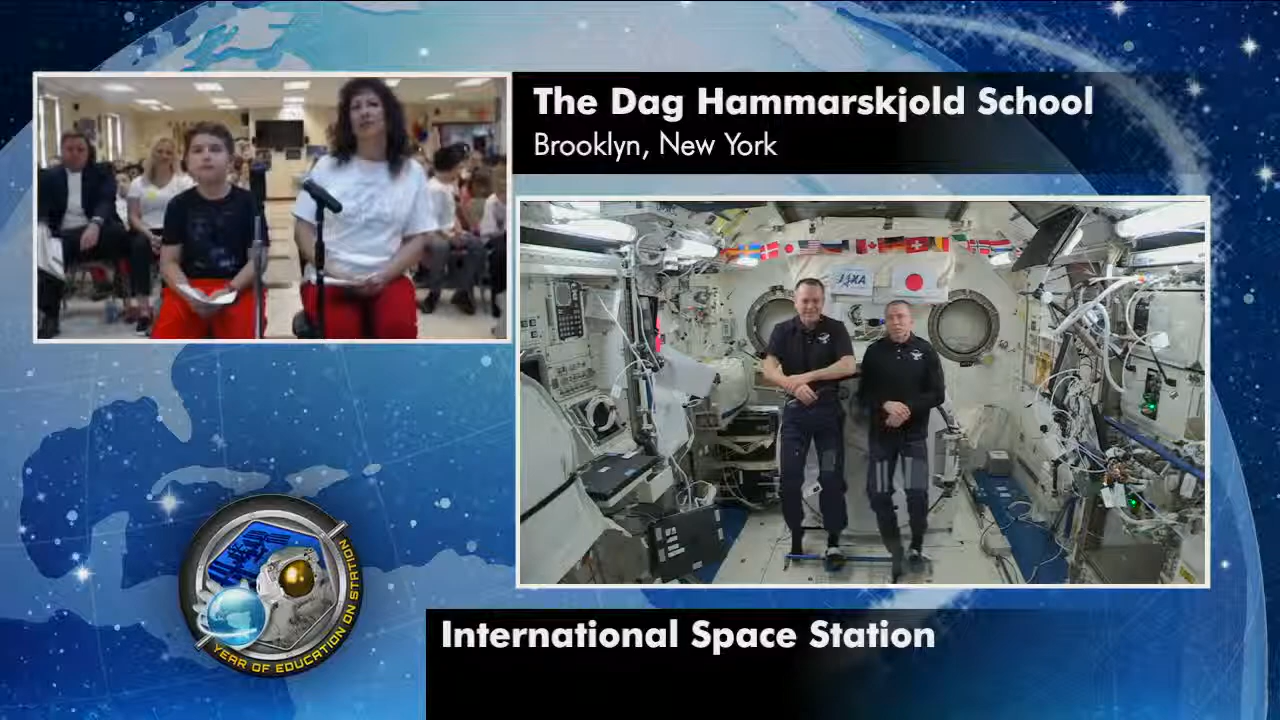 The Dag Hammarskjold School
Brooklyn, New York
JAXA
YEAR OF EDUCATION ON STATION
International Space Station